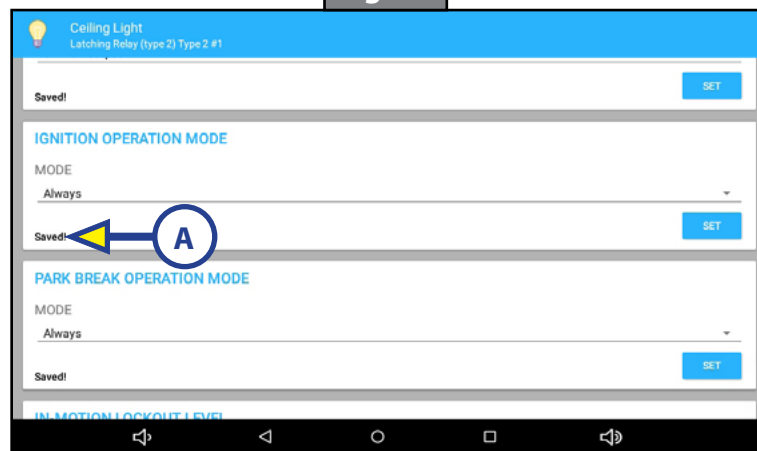 Ceiling Light
Latching Relay (type 2) Type 2 #1
Saved!
SET
IGNITION OPERATION MODE
MODE
Always
Saved!
A
SET
PARK BREAK OPERATION MODE
MODE
Always
Saved!
SET
IN-MOTION LOCKOUT LEVEL